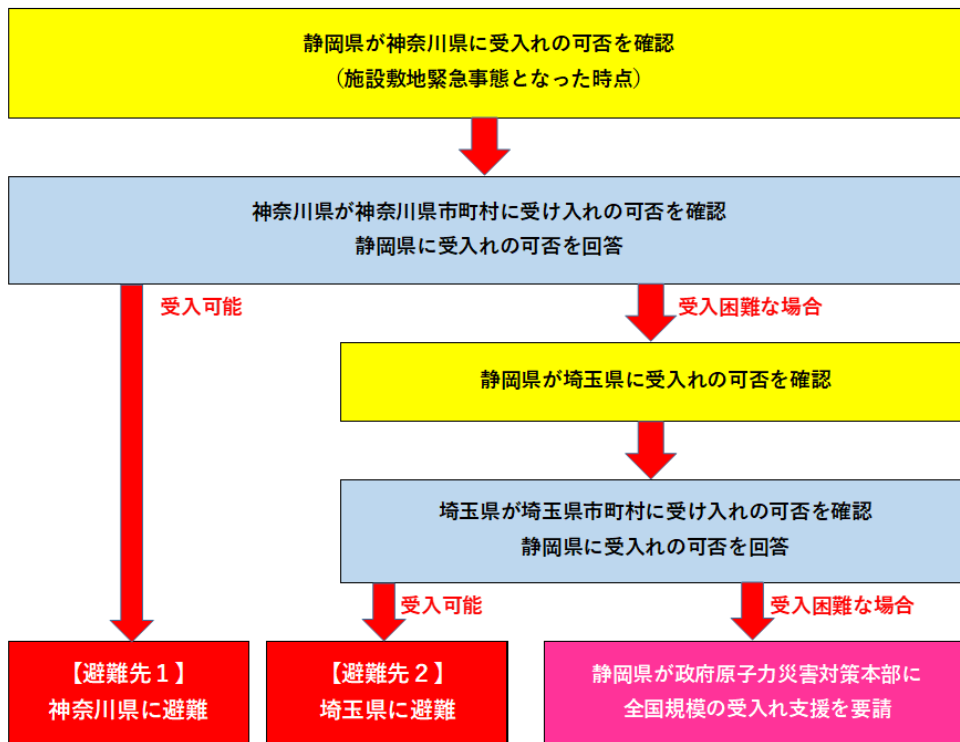 静岡県が神奈川県に受入れの可否を確認
(施設敷地緊急事態となった時点)
神奈川県が神奈川県市町村に受け入れの可否を確認
静岡県に受入れの可否を回答
受入可能
受入困難な場合
静岡県が埼玉県に受入れの可否を確認
埼玉県が埼玉県市町村に受け入れの可否を確認
静岡県に受入れの可否を回答
受入可能
受入困難な場合
【避難先１】
神奈川県に避難
【避難先２】
埼玉県に避難
静岡県が政府原子力災害対策本部に
全国規模の受入れ支援を要請